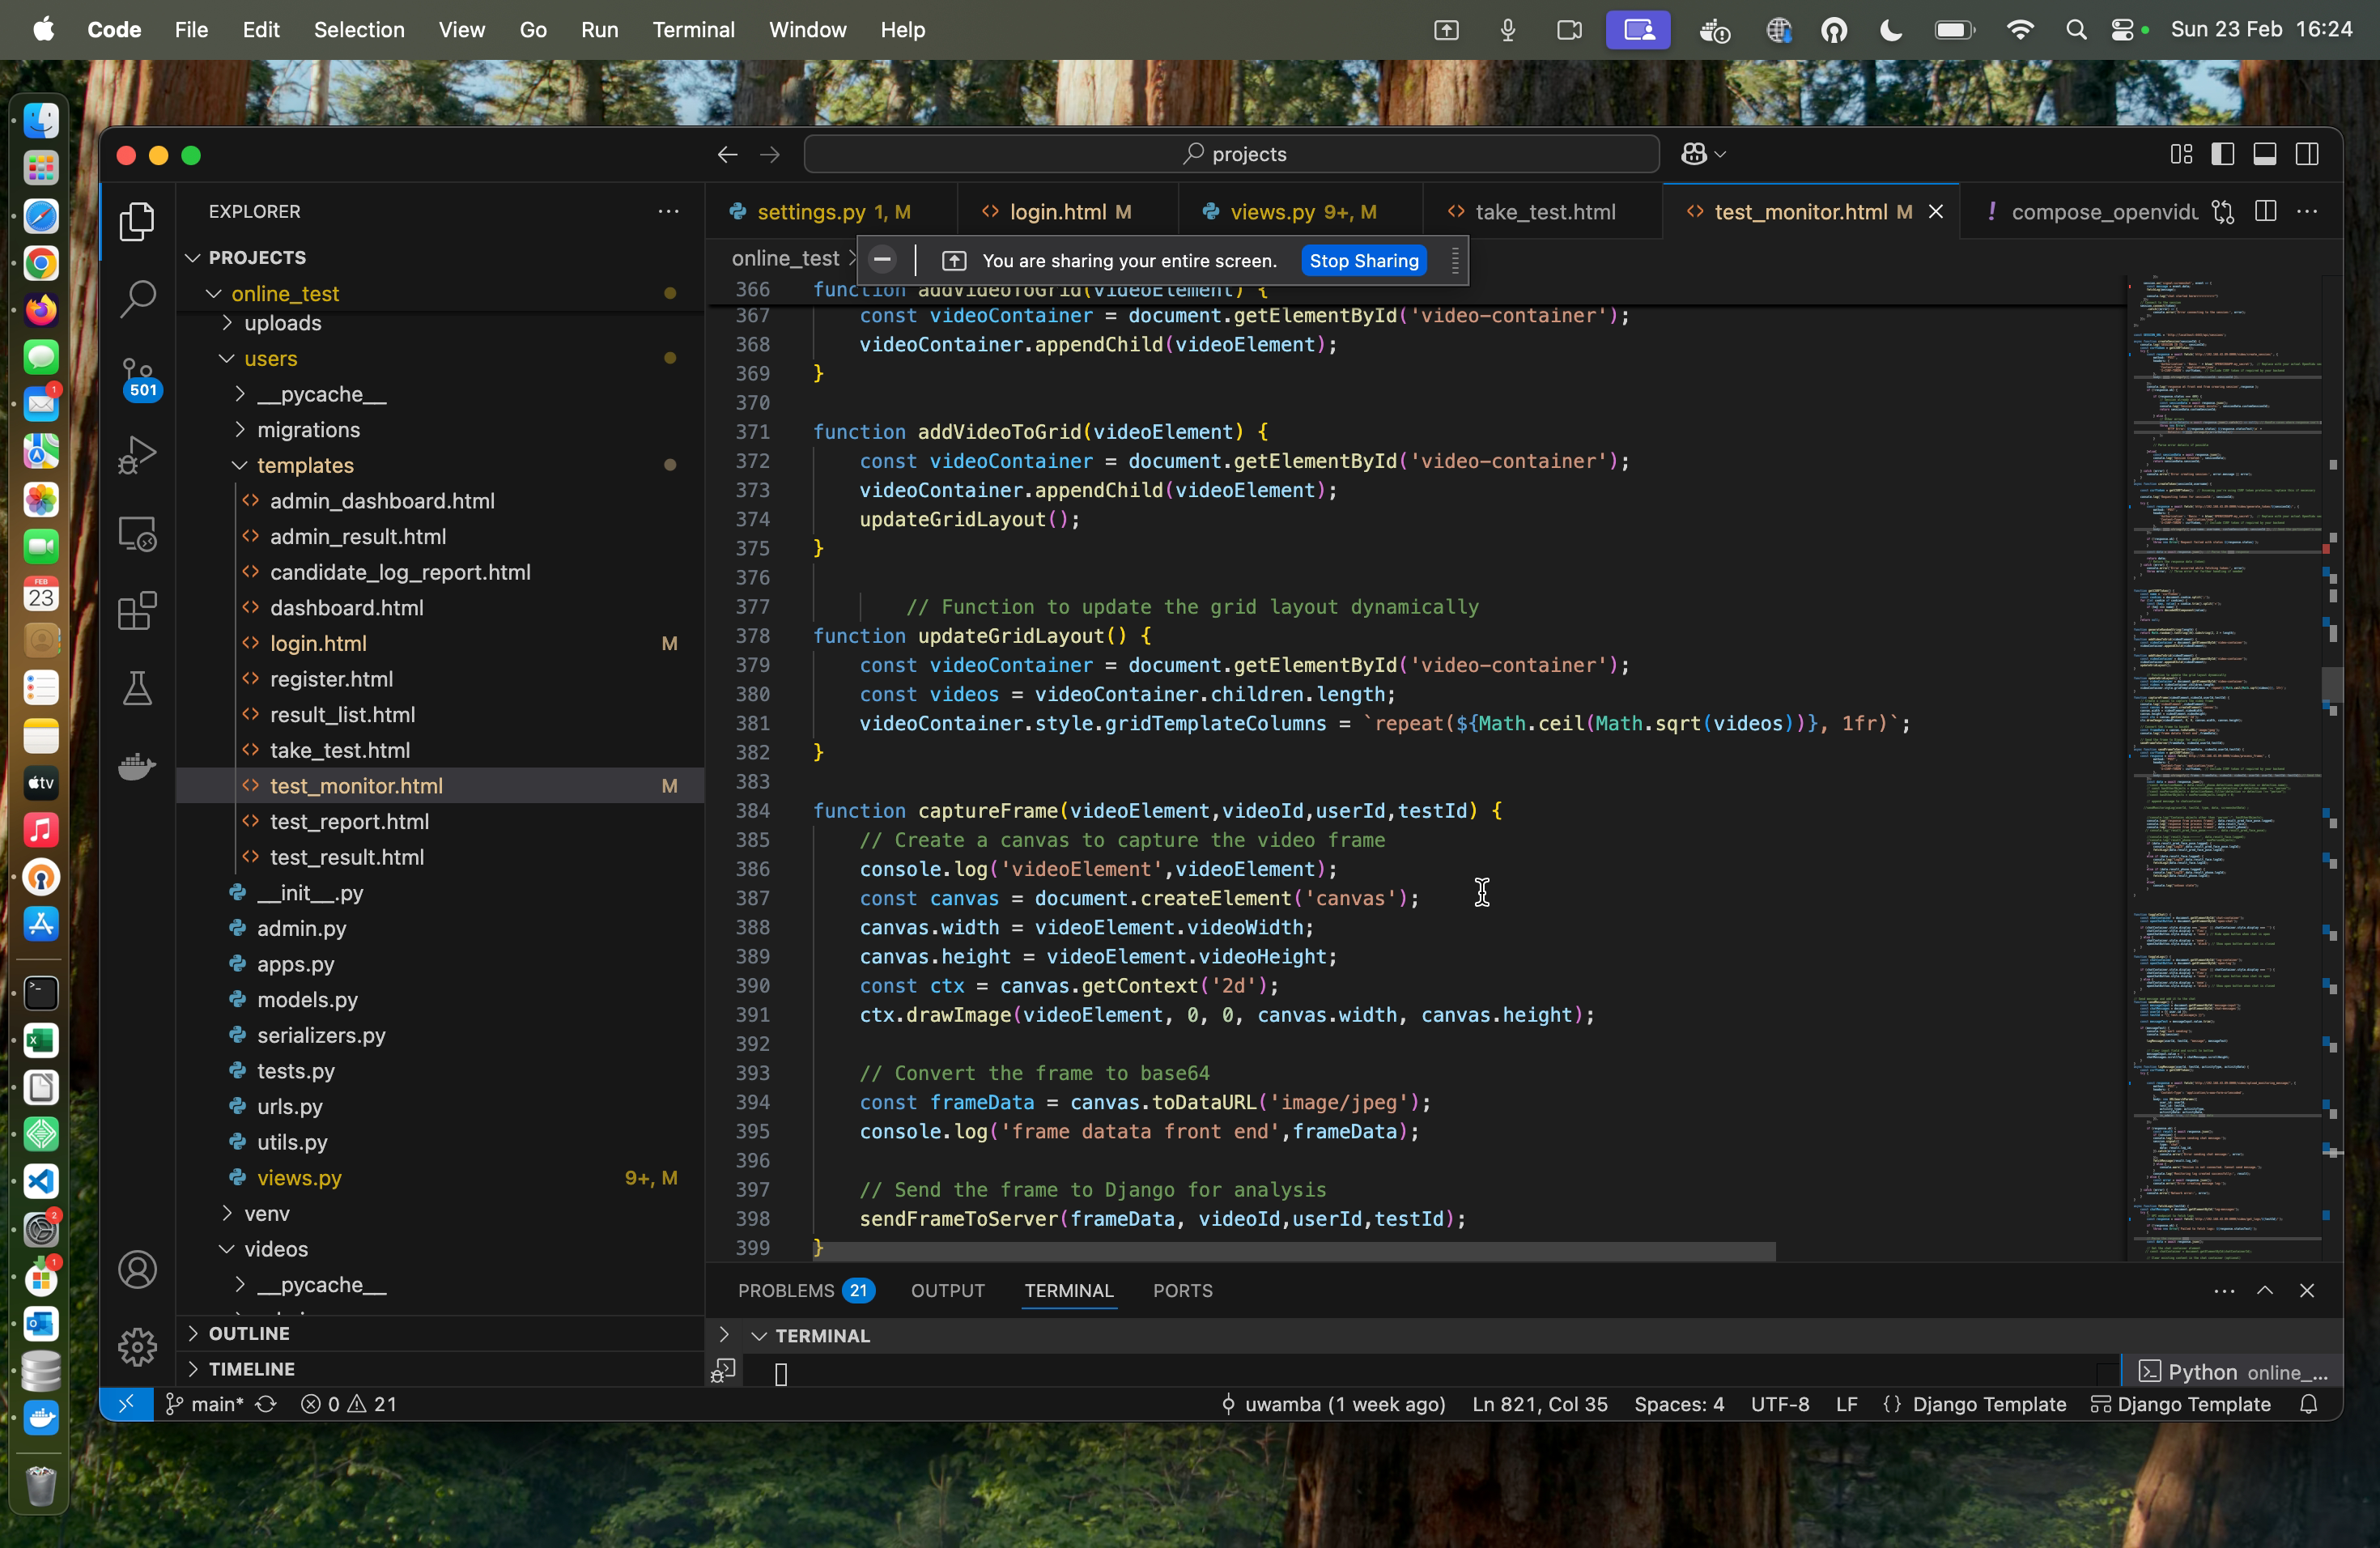 Code File Edit Selection View Go Run Terminal Window Help Sun 23 Feb 16:24
projects
EXPLORER
settings.py 1, M
login.html M
views.py 9+, M
take_test.html
test_monitor.html M
compose_openvidu
PROJECTS
online_test
uploads
users
__pycache__
migrations
templates
admin_dashboard.html
admin_result.html
candidate_log_report.html
dashboard.html
login.html M
register.html
result_list.html
take_test.html
test_monitor.html M
test_report.html
test_result.html
__init__.py
admin.py
apps.py
models.py
serializers.py
tests.py
urls.py
utils.py
views.py 9+, M
venv
videos
__pycache__
OUTLINE
TIMELINE
501
FEB
23
tv
1
2
1
online_test >
You are sharing your entire screen. Stop Sharing
366 function addVideoToGrid(videoElement) {
367 const videoContainer = document.getElementById('video-container');
368 videoContainer.appendChild(videoElement);
369 }
370
371 function addVideoToGrid(videoElement) {
372 const videoContainer = document.getElementById('video-container');
373 videoContainer.appendChild(videoElement);
374 updateGridLayout();
375 }
376
377 // Function to update the grid layout dynamically
378 function updateGridLayout() {
379 const videoContainer = document.getElementById('video-container');
380 const videos = videoContainer.children.length;
381 videoContainer.style.gridTemplateColumns = `repeat(${Math.ceil(Math.sqrt(videos))}, 1fr)`;
382 }
383
384 function captureFrame(videoElement,videoId,userId,testId) {
385 // Create a canvas to capture the video frame
386 console.log('videoElement',videoElement);
387 const canvas = document.createElement('canvas');
388 canvas.width = videoElement.videoWidth;
389 canvas.height = videoElement.videoHeight;
390 const ctx = canvas.getContext('2d');
391 ctx.drawImage(videoElement, 0, 0, canvas.width, canvas.height);
392
393 // Convert the frame to base64
394 const frameData = canvas.toDataURL('image/jpeg');
395 console.log('frame datata front end',frameData);
396
397 // Send the frame to Django for analysis
398 sendFrameToServer(frameData, videoId,userId,testId);
399 }
PROBLEMS 21 OUTPUT TERMINAL PORTS
TERMINAL
Python online_...
main* 0 21 uwamba (1 week ago) Ln 821, Col 35 Spaces: 4 UTF-8 LF {} Django Template Django Template